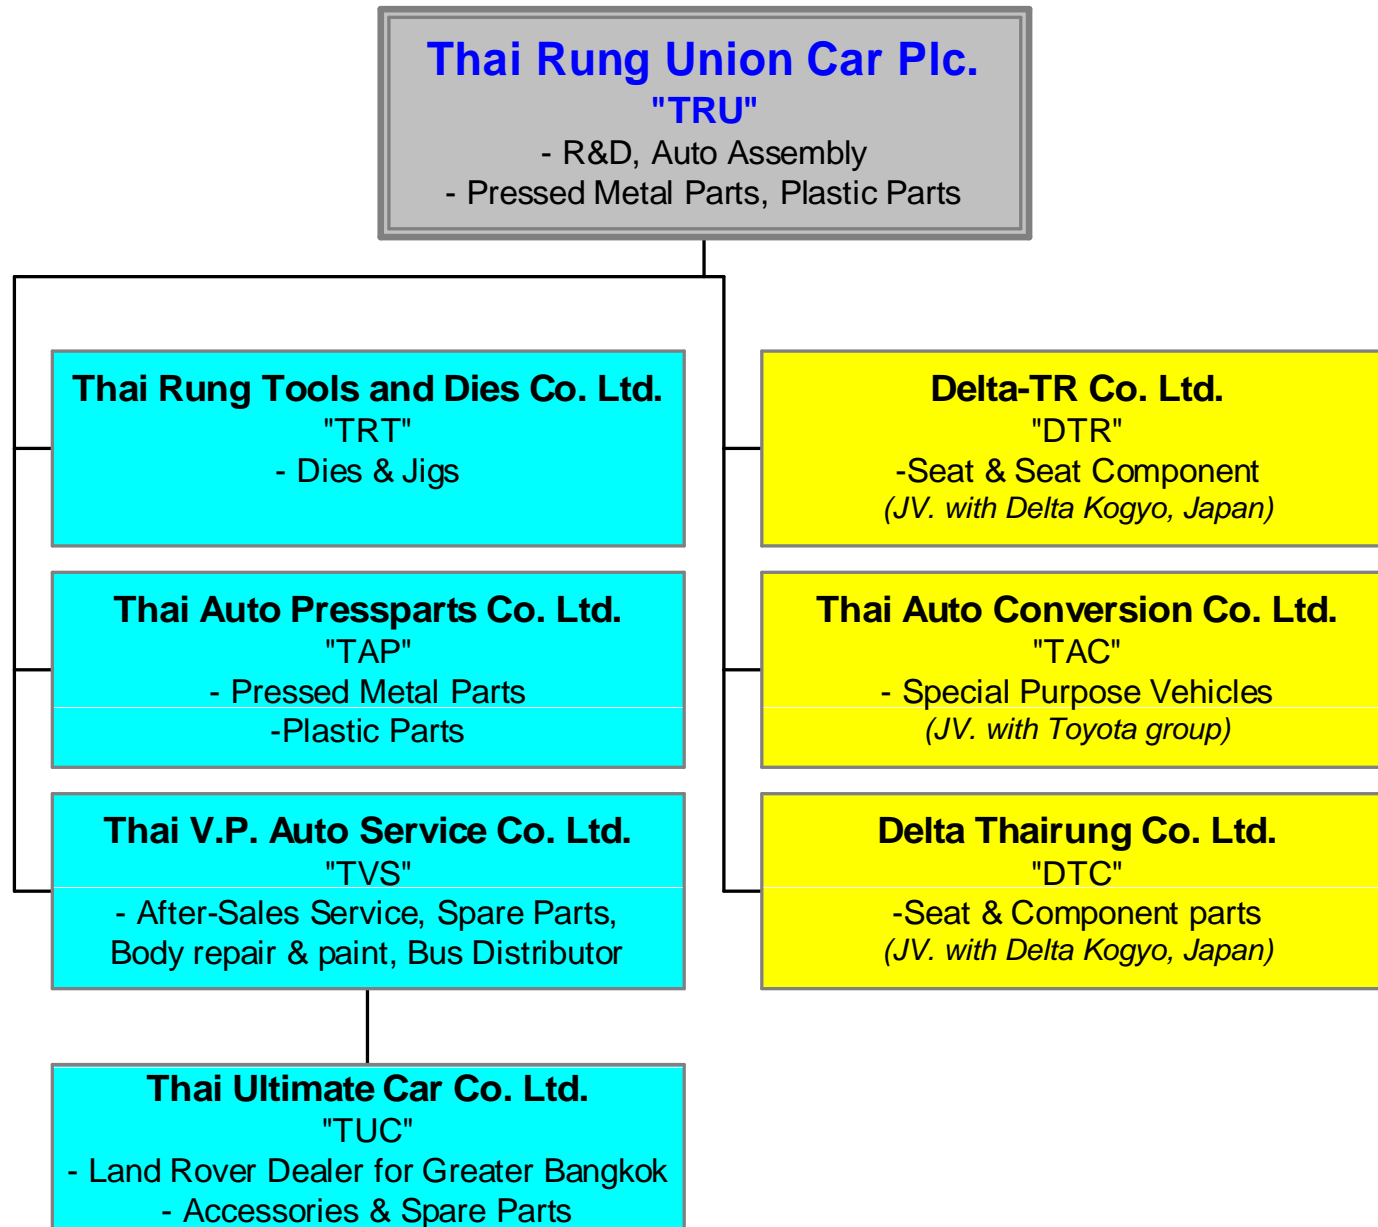 Thai Rung Union Car Plc.
"TRU"
- R&D, Auto Assembly
- Pressed Metal Parts, Plastic Parts
Thai Rung Tools and Dies Co. Ltd.
"TRT"
- Dies & Jigs
Thai Auto Pressparts Co. Ltd.
"TAP"
- Pressed Metal Parts
-Plastic Parts
Thai V.P. Auto Service Co. Ltd.
"TVS"
- After-Sales Service, Spare Parts,
Body repair & paint, Bus Distributor
Thai Ultimate Car Co. Ltd.
"TUC"
- Land Rover Dealer for Greater Bangkok
- Accessories & Spare Parts
Delta-TR Co. Ltd.
"DTR"
-Seat & Seat Component
(JV. with Delta Kogyo, Japan)
Thai Auto Conversion Co. Ltd.
"TAC"
- Special Purpose Vehicles
(JV. with Toyota group)
Delta Thairung Co. Ltd.
"DTC"
-Seat & Component parts
(JV. with Delta Kogyo, Japan)